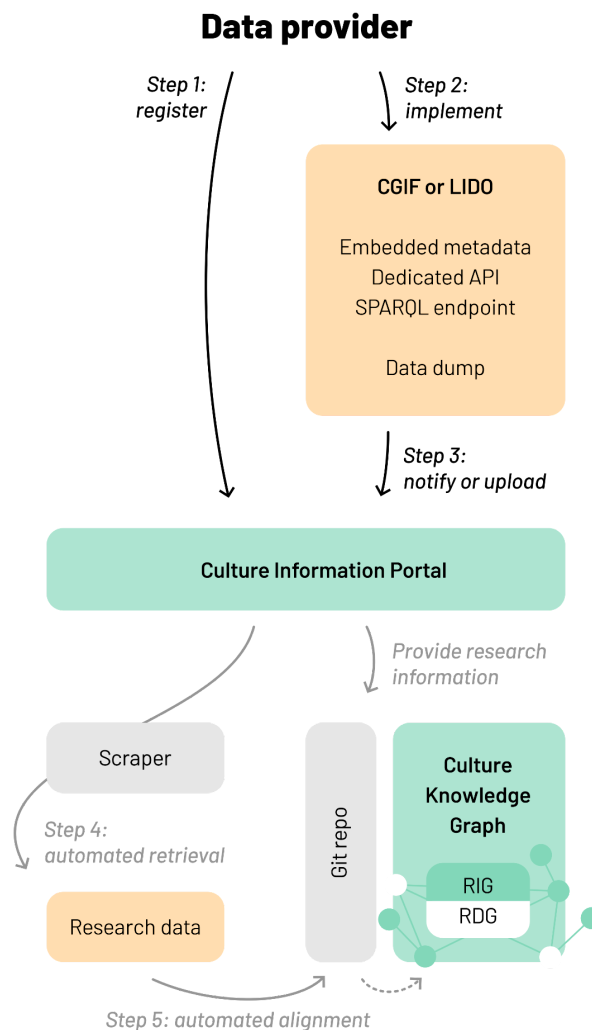 Data provider
Step 1:
register
Step 2:
implement
CGIF or LIDO
Embedded metadata
Dedicated API
SPARQL endpoint
Data dump
Step 3:
notify or upload
Culture Information Portal
Provide research
information
Scraper
Step 4:
automated retrieval
Research data
Git repo
Culture
Knowledge
Graph
RIG
RDG
Step 5: automated alignment